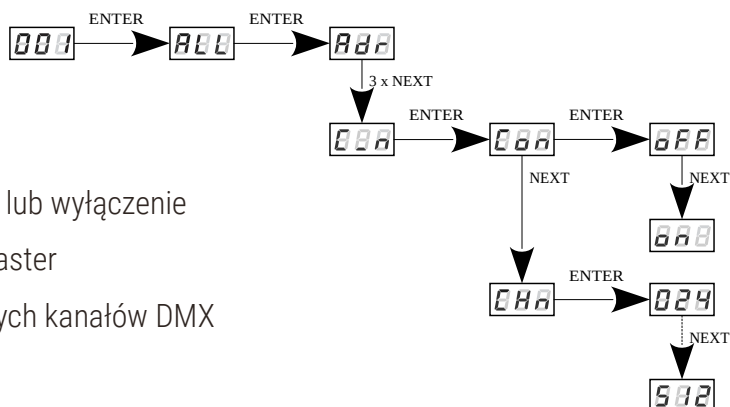 ENTER ENTER
001 ALL Adr
3 x NEXT
ENTER ENTER
C_n Con oFF
NEXT NEXT
lub wyłączenie
on
aster
ENTER
CHn 024
ych kanałów DMX
NEXT
512